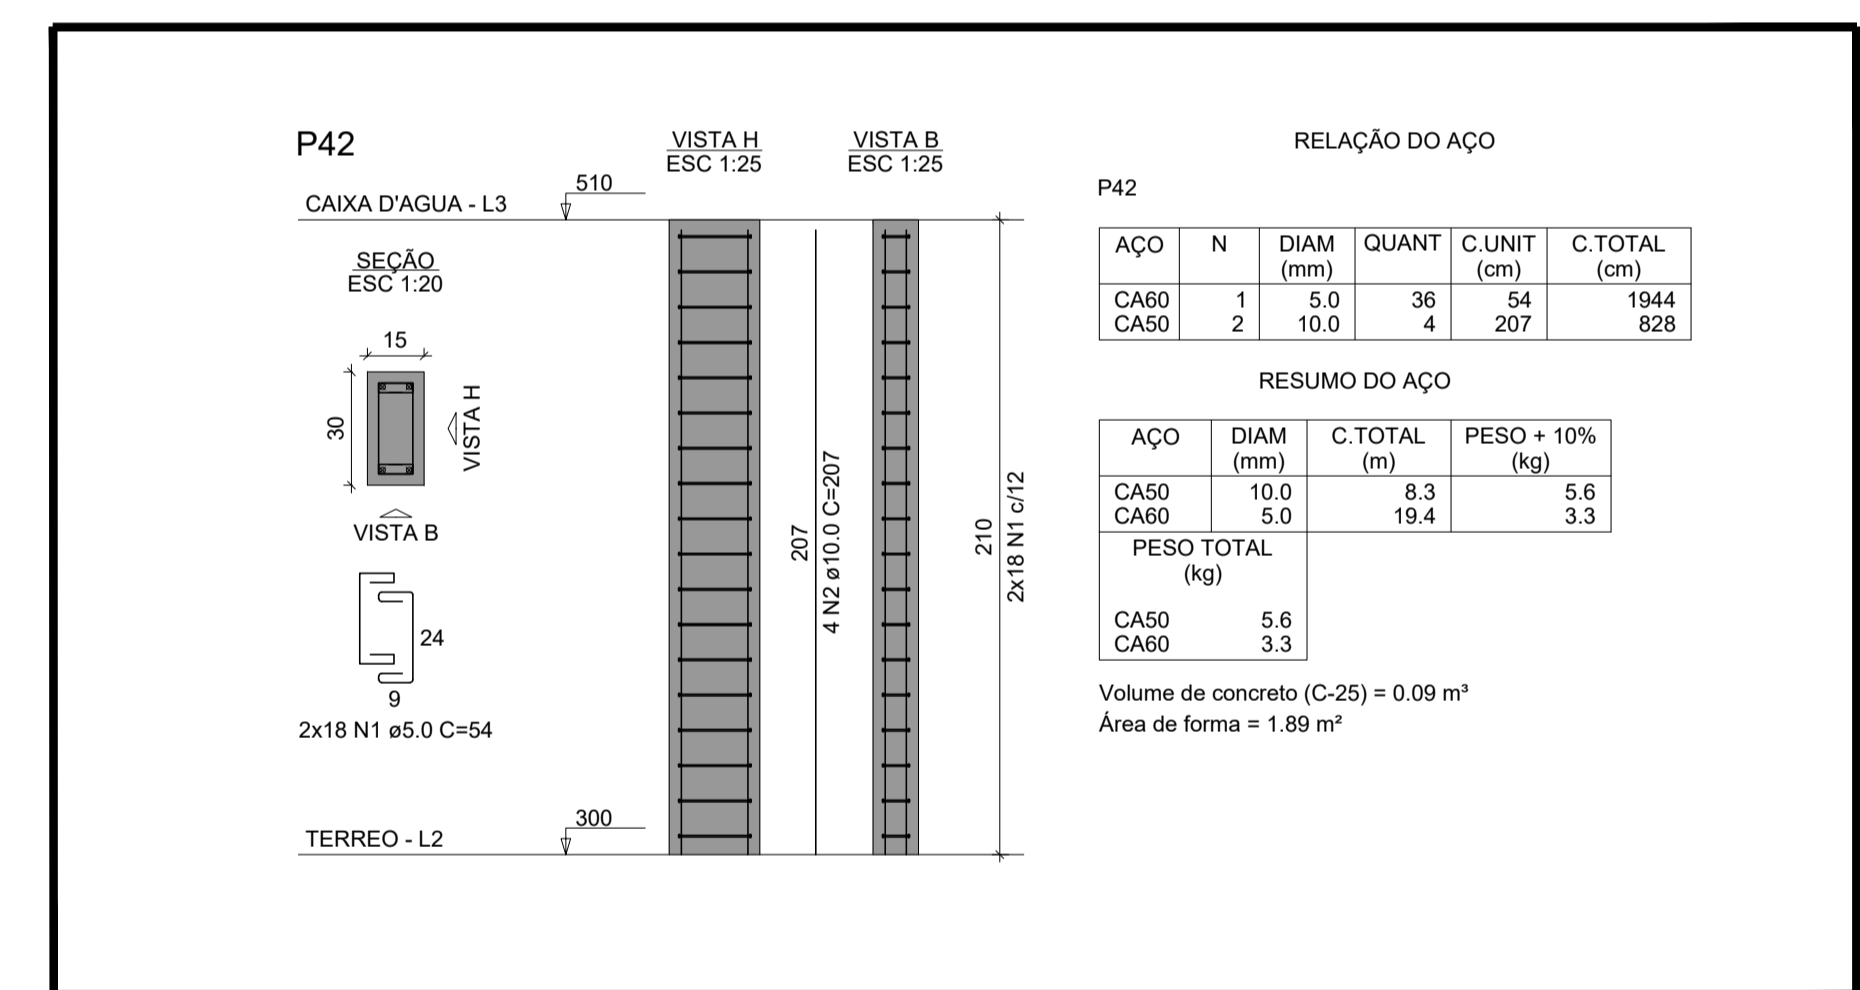 P42
VISTA H
ESC 1:25
VISTA B
ESC 1:25
CAIXA D'AGUA - L3
510
SEÇÃO
ESC 1:20
15
30
VISTA H
VISTA B
24
9
2x18 N1 ø5.0 C=54
207
4 N2 ø10.0 C=207
210
2x18 N1 c/12
TERREO - L2
300
RELAÇÃO DO AÇO
P42
AÇO N DIAM QUANT C.UNIT C.TOTAL
(mm) (cm) (cm)
CA60 1 5.0 36 54 1944
CA50 2 10.0 4 207 828
RESUMO DO AÇO
AÇO DIAM C.TOTAL PESO + 10%
(mm) (m) (kg)
CA50 10.0 8.3 5.6
CA60 5.0 19.4 3.3
PESO TOTAL
(kg)
CA50 5.6
CA60 3.3
Volume de concreto (C-25) = 0.09 m³
Área de forma = 1.89 m²